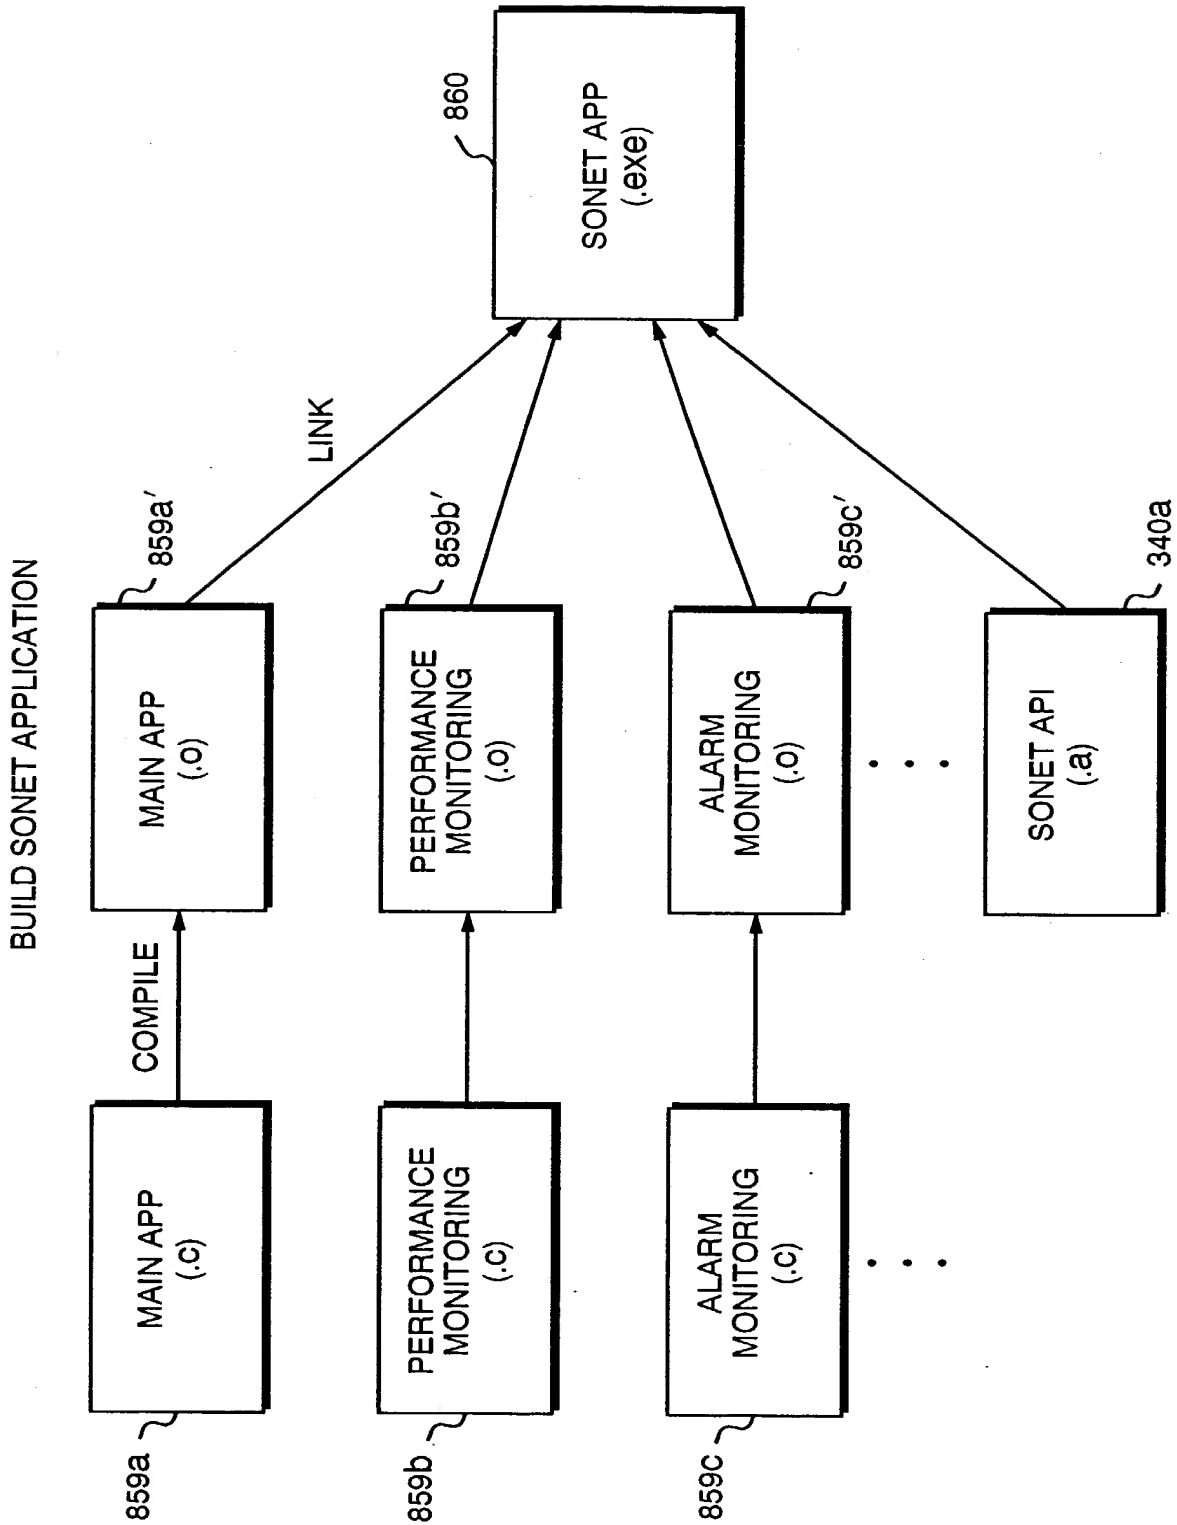 BUILD SONET APPLICATION
859a
MAIN APP
(.c)
COMPILE
859a'
MAIN APP
(.o)
LINK
859b
PERFORMANCE
MONITORING
(.c)
859b'
PERFORMANCE
MONITORING
(.o)
859c
ALARM
MONITORING
(.c)
859c'
ALARM
MONITORING
(.o)
340a
SONET API
(.a)
860
SONET APP
(.exe)